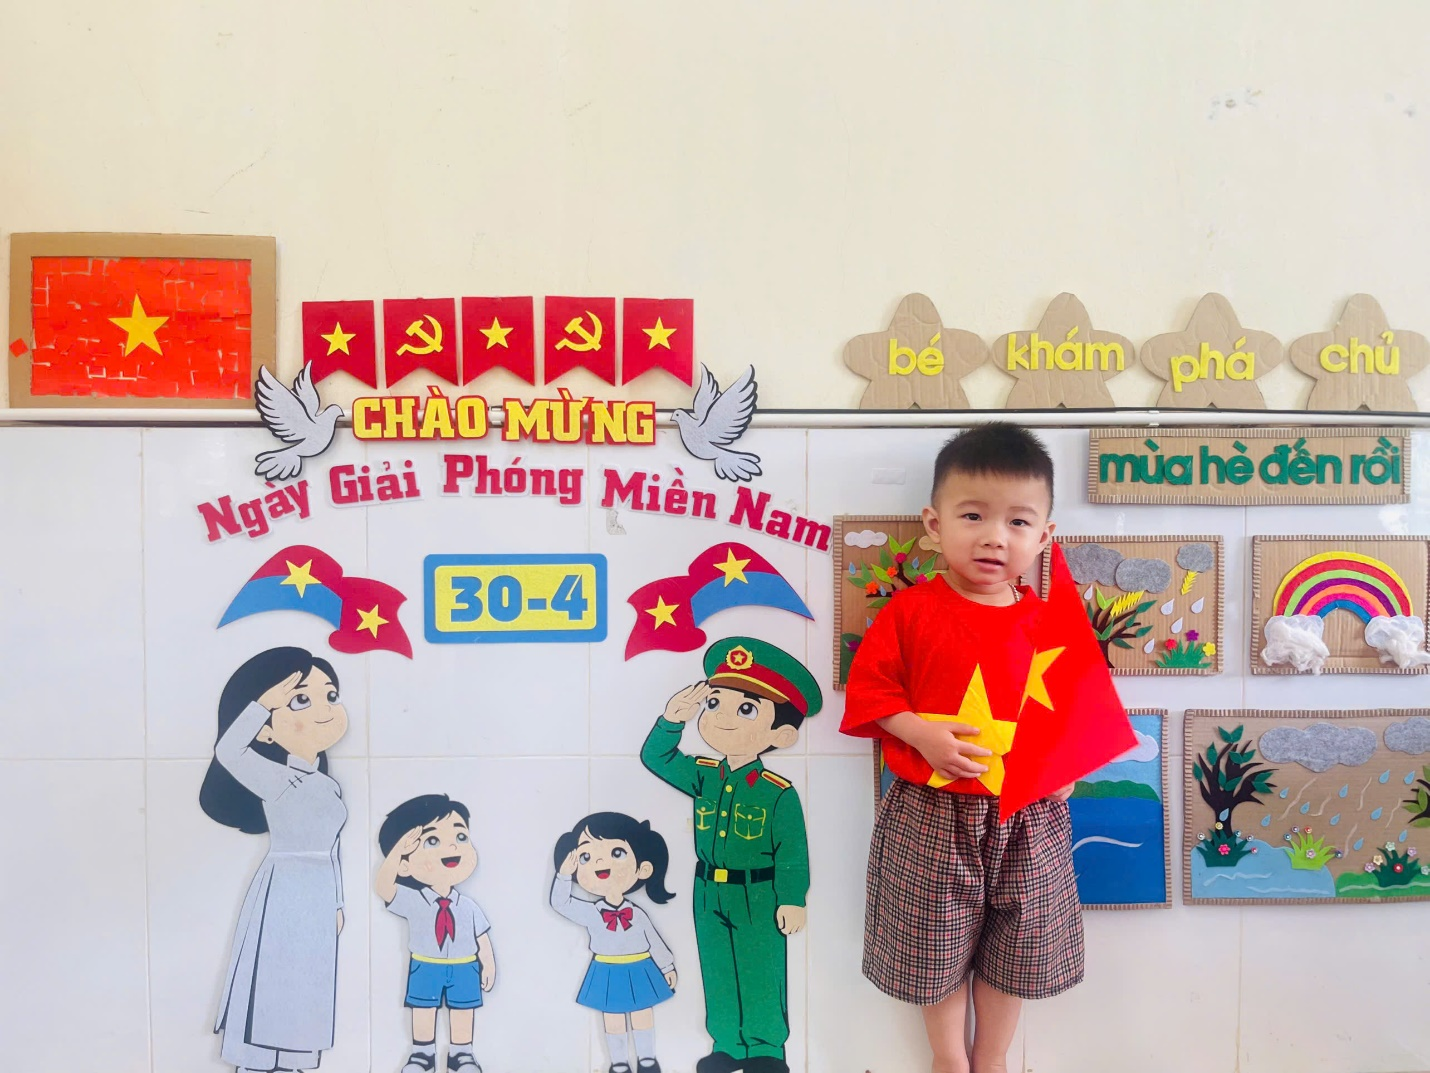 CHÀO MỪNG
Ngày Giải Phóng Miền Nam
30-4
bé khám phá chủ
mùa hè đến rồi